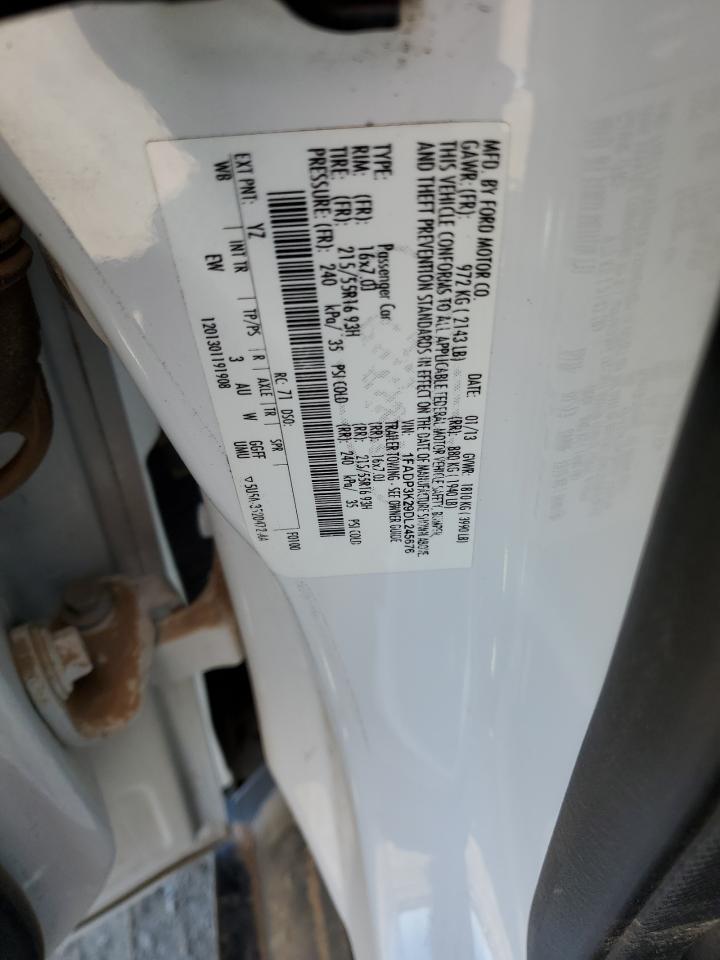 MFD. BY FORD MOTOR CO.
DATE: 01/13 GVWR: 1810 KG ( 3990 LB)
GAWR: (FR): 972 KG ( 2143 LB) (RR): 880 KG ( 1940 LB)
THIS VEHICLE CONFORMS TO ALL APPLICABLE FEDERAL MOTOR VEHICLE SAFETY, BUMPER,
AND THEFT PREVENTION STANDARDS IN EFFECT ON THE DATE OF MANUFACTURE SHOWN ABOVE.
VIN: 1FADP3K29DL245676
TYPE: Passenger Car TRAILER TOWING - SEE OWNER GUIDE
RIM: (FR): 16x7.0J (RR): 16x7.0J
TIRE: (FR): 215/55R16 93H (RR): 215/55R16 93H
PRESSURE: (FR): 240 kPa/ 35 PSI COLD (RR): 240 kPa/ 35 PSI COLD
F0100
EXT PNT: YZ RC: 71 DSO:
WB INT TR TP/PS R AXLE TR SPR
EW 3 AU W GGFF
UMU
1201301191908